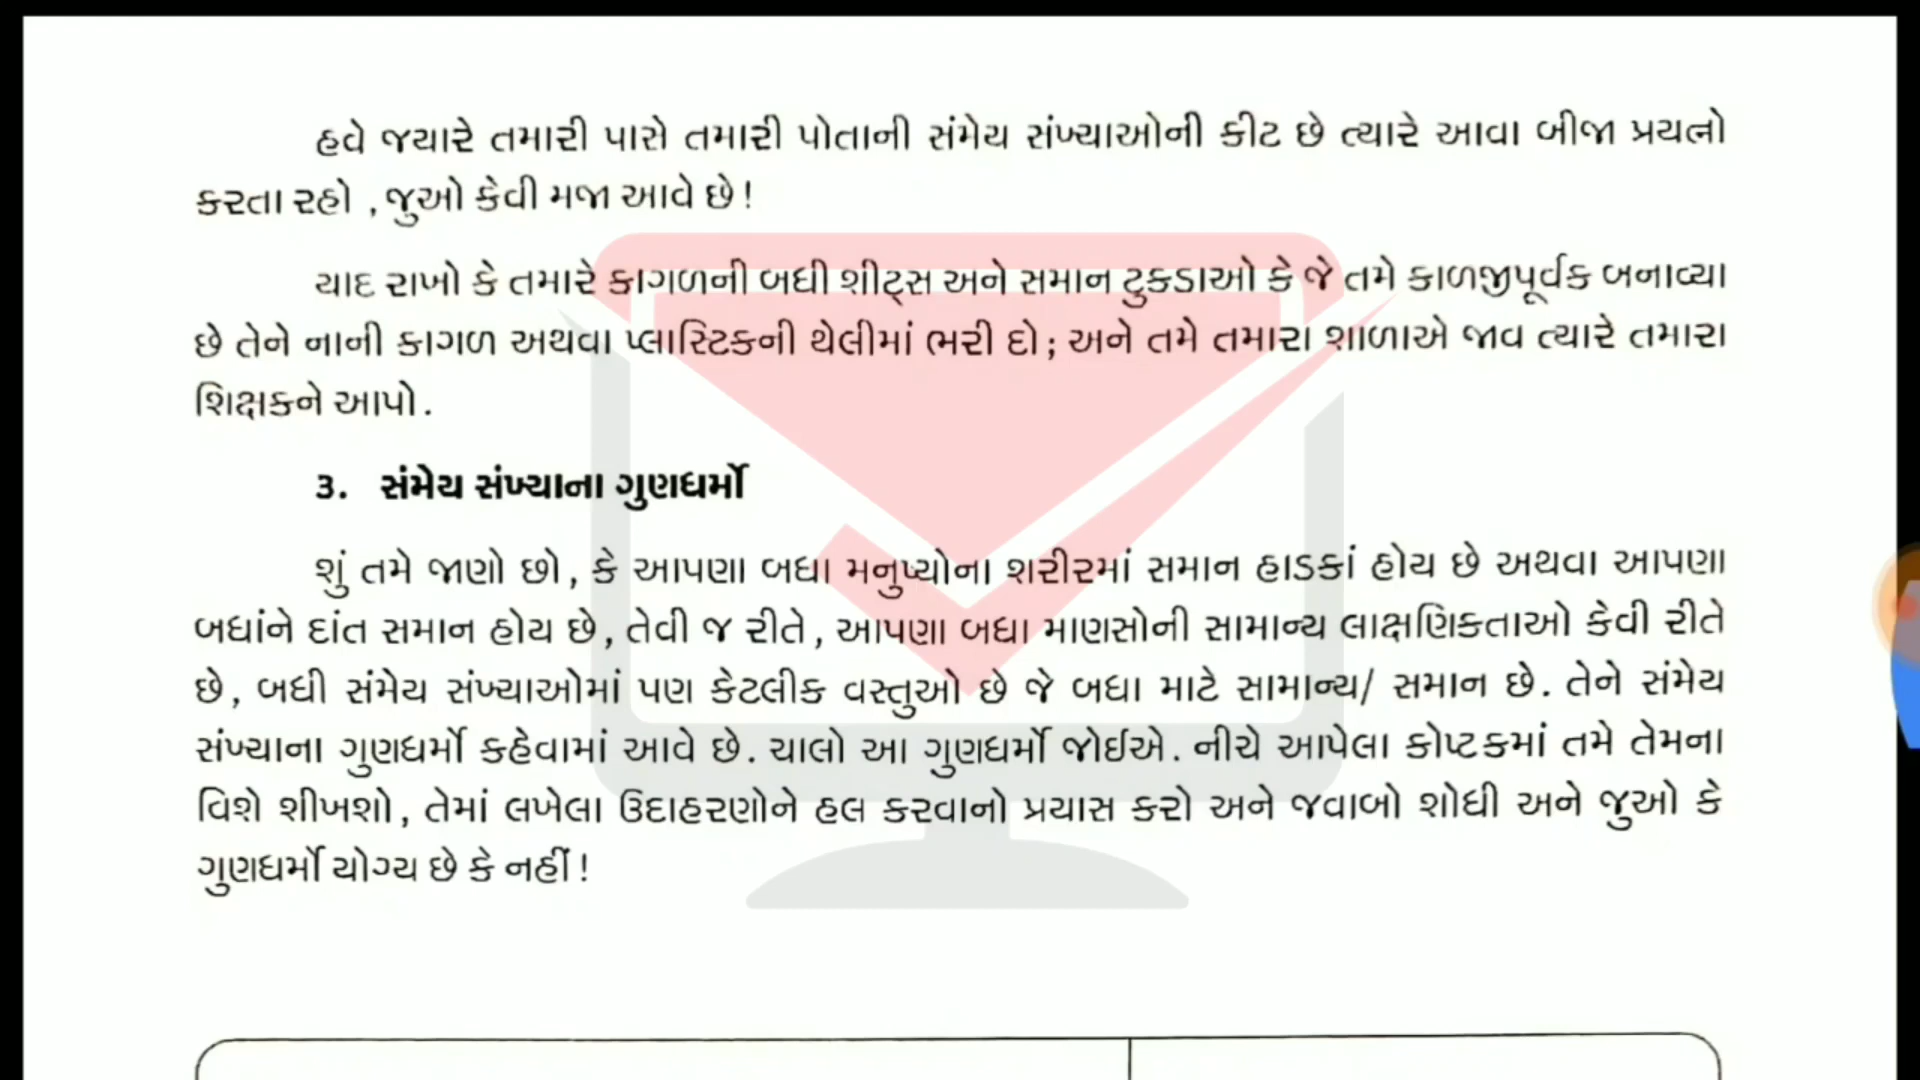 હવે જયારે તમારી પાસે તમારી પોતાની સંમેય સંખ્યાઓની કીટ છે ત્યારે આવા બીજા પ્રયત્નો
કરતા રહો , જુઓ કેવી મજા આવે છે !
યાદ રાખો કે તમારે કાગળની બધી શીટ્સ અને સમાન ટુકડાઓ કે જે તમે કાળજીપૂર્વક બનાવ્યા
છે તેને નાની કાગળ અથવા પ્લાસ્ટિકની થેલીમાં ભરી દો; અને તમે તમારા શાળાએ જાવ ત્યારે તમારા
શિક્ષકને આપો.
૩. સંમેય સંખ્યાના ગુણધર્મો
શું તમે જાણો છો, કે આપણા બધા મનુષ્યોના શરીરમાં સમાન હાડકાં હોય છે અથવા આપણા
બધાંને દાંત સમાન હોય છે, તેવી જ રીતે, આપણા બધા માણસોની સામાન્ય લાક્ષણિકતાઓ કેવી રીતે
છે, બધી સંમેય સંખ્યાઓમાં પણ કેટલીક વસ્તુઓ છે જે બધા માટે સામાન્ય/ સમાન છે. તેને સંમેય
સંખ્યાના ગુણધર્મો કહેવામાં આવે છે. ચાલો આ ગુણધર્મો જોઈએ. નીચે આપેલા કોષ્ટકમાં તમે તેમના
વિશે શીખશો, તેમાં લખેલા ઉદાહરણોને હલ કરવાનો પ્રયાસ કરો અને જવાબો શોધી અને જુઓ કે
ગુણધર્મો યોગ્ય છે કે નહીં !